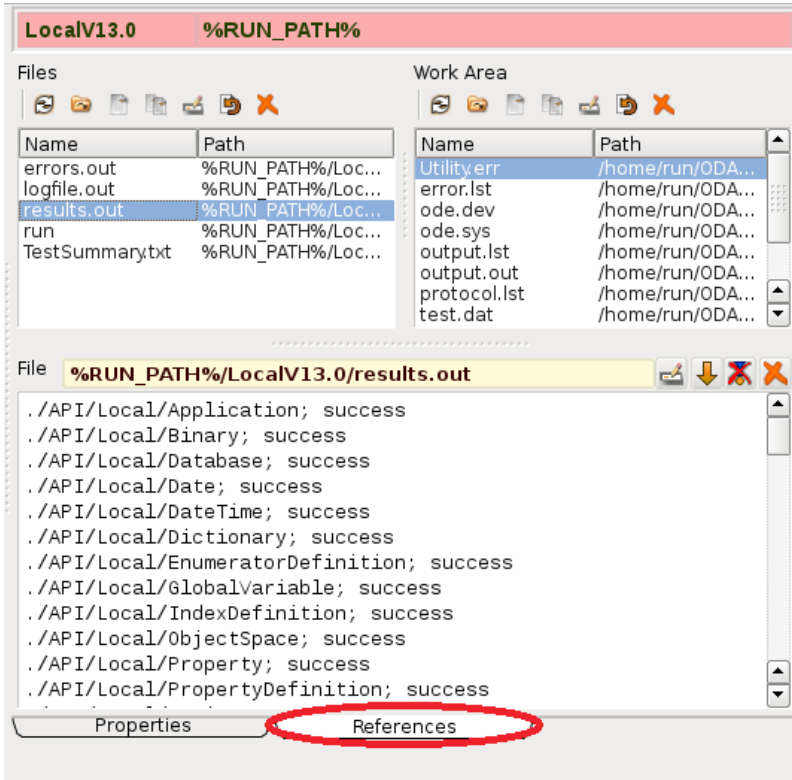 LocalV13.0 %RUN_PATH%
Files
Name Path
errors.out %RUN_PATH%/Loc...
logfile.out %RUN_PATH%/Loc...
results.out %RUN_PATH%/Loc...
run %RUN_PATH%/Loc...
TestSummary.txt %RUN_PATH%/Loc...
Work Area
Name Path
Utility.err /home/run/ODA...
error.lst /home/run/ODA...
ode.dev /home/run/ODA...
ode.sys /home/run/ODA...
output.lst /home/run/ODA...
output.out /home/run/ODA...
protocol.lst /home/run/ODA...
test.dat /home/run/ODA...
File %RUN_PATH%/LocalV13.0/results.out
./API/Local/Application; success
./API/Local/Binary; success
./API/Local/Database; success
./API/Local/Date; success
./API/Local/DateTime; success
./API/Local/Dictionary; success
./API/Local/EnumeratorDefinition; success
./API/Local/GlobalVariable; success
./API/Local/IndexDefinition; success
./API/Local/ObjectSpace; success
./API/Local/Property; success
./API/Local/PropertyDefinition; success
Properties References